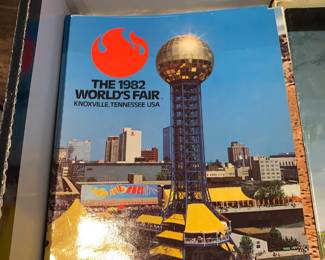 THE 1982
WORLD'S FAIR
KNOXVILLE, TENNESSEE USA